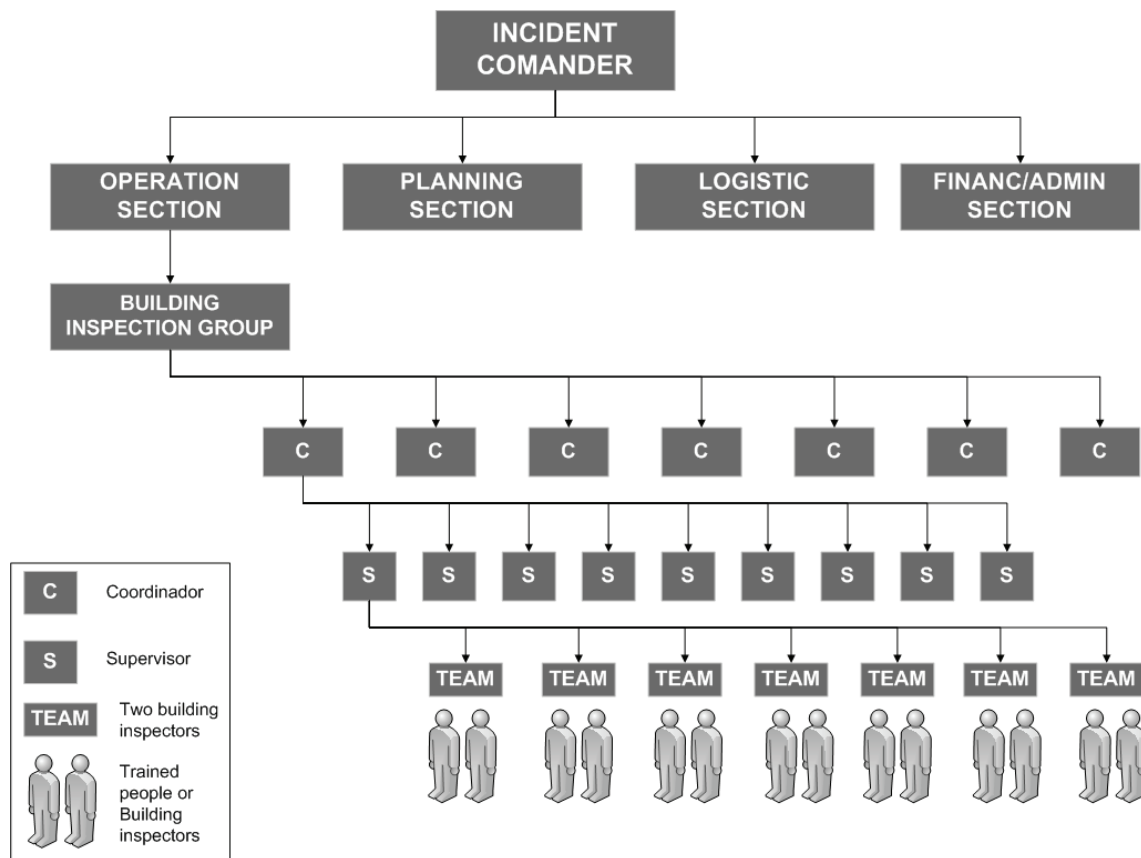 INCIDENT
COMANDER
OPERATION
SECTION
PLANNING
SECTION
LOGISTIC
SECTION
FINANC/ADMIN
SECTION
BUILDING
INSPECTION GROUP
C
C
C
C
C
C
C
S
S
S
S
S
S
S
S
S
TEAM
TEAM
TEAM
TEAM
TEAM
TEAM
TEAM
C
Coordinador
S
Supervisor
TEAM
Two building
inspectors
Trained
people or
Building
inspectors